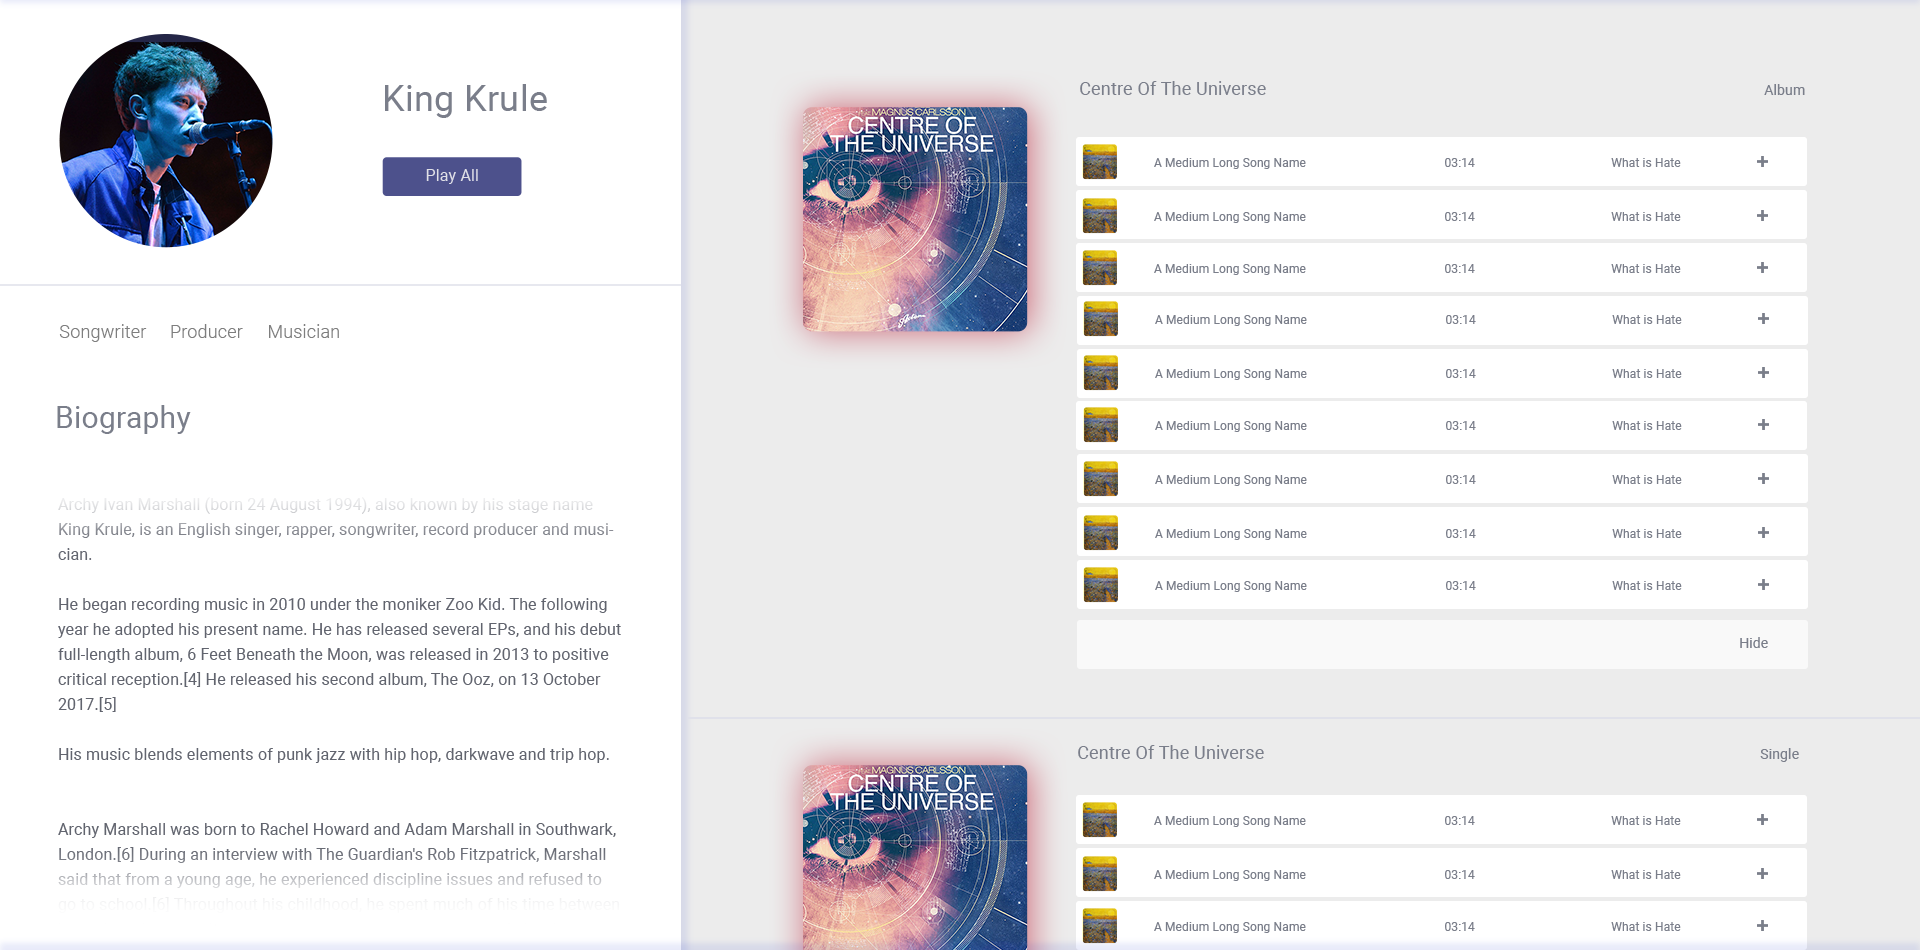 King Krule
Play All
Songwriter Producer Musician
Biography
Archy Ivan Marshall (born 24 August 1994), also known by his stage name
King Krule, is an English singer, rapper, songwriter, record producer and musi-
cian.
He began recording music in 2010 under the moniker Zoo Kid. The following
year he adopted his present name. He has released several EPs, and his debut
full-length album, 6 Feet Beneath the Moon, was released in 2013 to positive
critical reception.[4] He released his second album, The Ooz, on 13 October
2017.[5]
His music blends elements of punk jazz with hip hop, darkwave and trip hop.
Archy Marshall was born to Rachel Howard and Adam Marshall in Southwark,
London.[6] During an interview with The Guardian's Rob Fitzpatrick, Marshall
said that from a young age, he experienced discipline issues and refused to
go to school.[6] Throughout his childhood, he spent much of his time between
MAGNUS CARLSSON
CENTRE OF
THE UNIVERSE
Axtone
Centre Of The Universe Album
A Medium Long Song Name 03:14 What is Hate +
A Medium Long Song Name 03:14 What is Hate +
A Medium Long Song Name 03:14 What is Hate +
A Medium Long Song Name 03:14 What is Hate +
A Medium Long Song Name 03:14 What is Hate +
A Medium Long Song Name 03:14 What is Hate +
A Medium Long Song Name 03:14 What is Hate +
A Medium Long Song Name 03:14 What is Hate +
A Medium Long Song Name 03:14 What is Hate +
Hide
MAGNUS CARLSSON
CENTRE OF
THE UNIVERSE
Centre Of The Universe Single
A Medium Long Song Name 03:14 What is Hate +
A Medium Long Song Name 03:14 What is Hate +
A Medium Long Song Name 03:14 What is Hate +